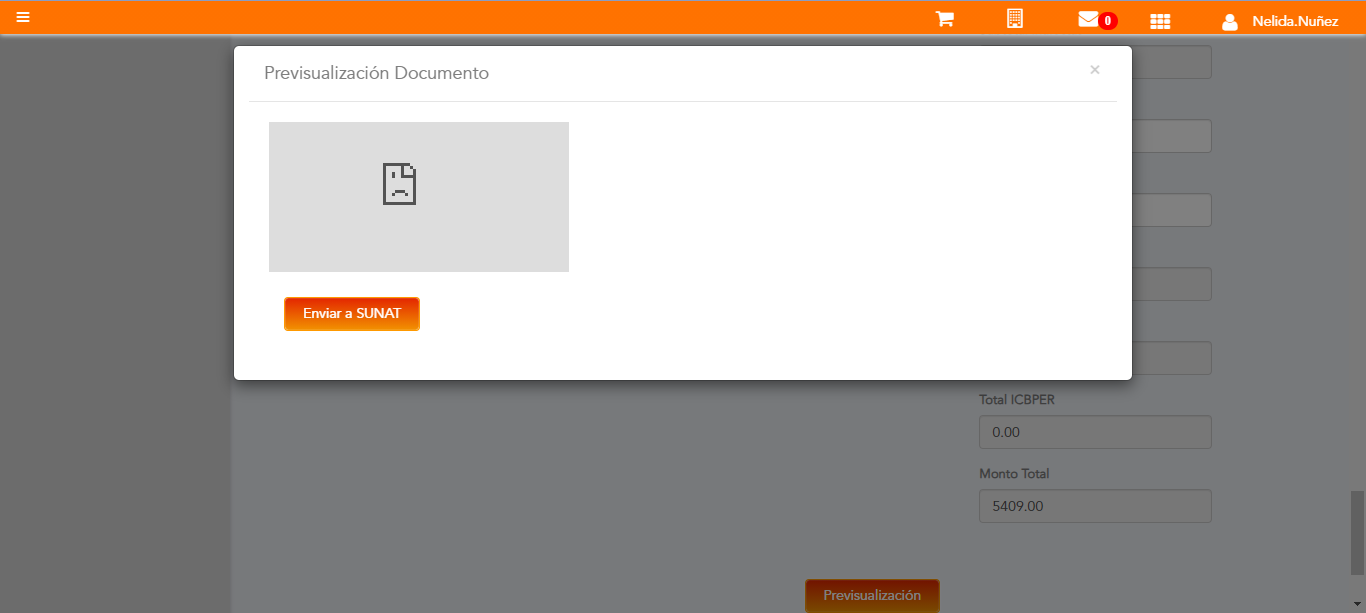 0
Nelida.Nuñez
Previsualización Documento
×
Enviar a SUNAT
Total ICBPER
0.00
Monto Total
5409.00
Previsualización